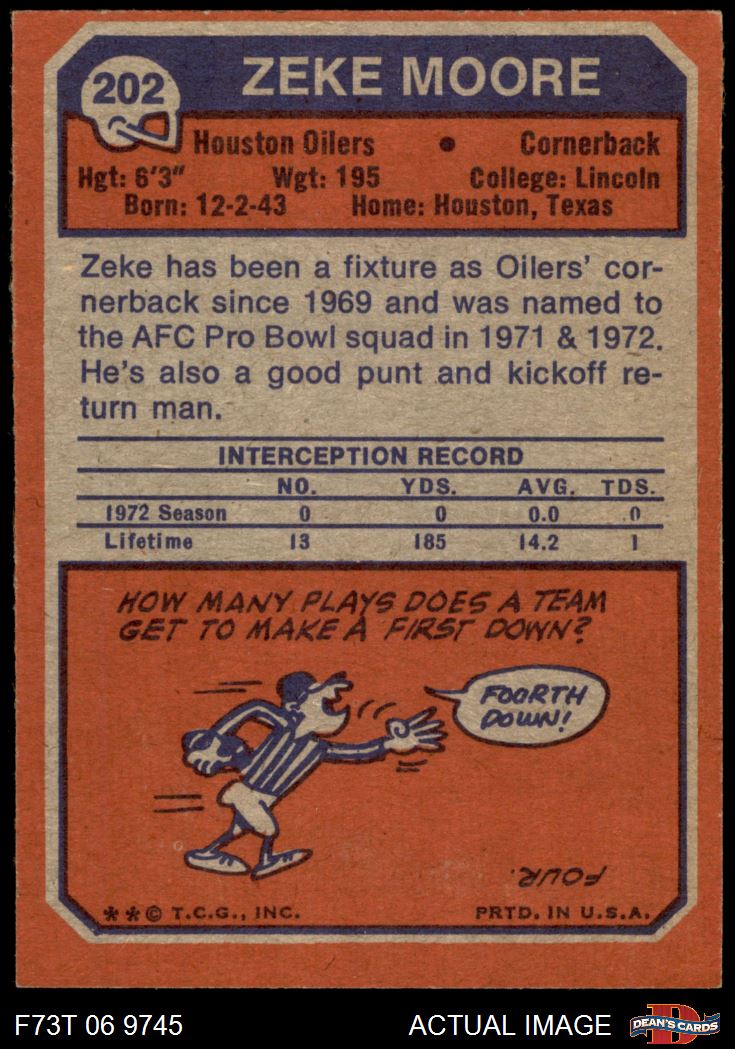 202
ZEKE MOORE
Houston Oilers • Cornerback
Hgt: 6'3" Wgt: 195 College: Lincoln
Born: 12-2-43 Home: Houston, Texas
Zeke has been a fixture as Oilers' cor-
nerback since 1969 and was named to
the AFC Pro Bowl squad in 1971 & 1972.
He's also a good punt and kickoff re-
turn man.
INTERCEPTION RECORD
NO. YDS. AVG. TDS.
1972 Season 0 0 0.0 0
Lifetime 13 185 14.2 1
HOW MANY PLAYS DOES A TEAM
GET TO MAKE A FIRST DOWN?
FOORTH
DOWN!
FOUR.
**© T.C.G., INC. PRTD. IN U.S.A.
F73T 06 9745 ACTUAL IMAGE D DEAN'S CARDS